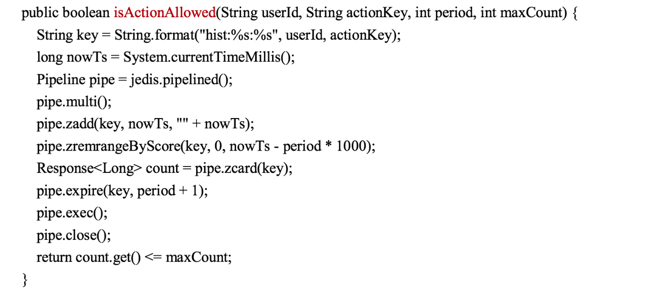 public boolean isActionAllowed(String userId, String actionKey, int period, int maxCount) {
String key = String.format("hist:%s:%s", userId, actionKey);
long nowTs = System.currentTimeMillis();
Pipeline pipe = jedis.pipelined();
pipe.multi();
pipe.zadd(key, nowTs, "" + nowTs);
pipe.zremrangeByScore(key, 0, nowTs - period * 1000);
Response<Long> count = pipe.zcard(key);
pipe.expire(key, period + 1);
pipe.exec();
pipe.close();
return count.get() <= maxCount;
}